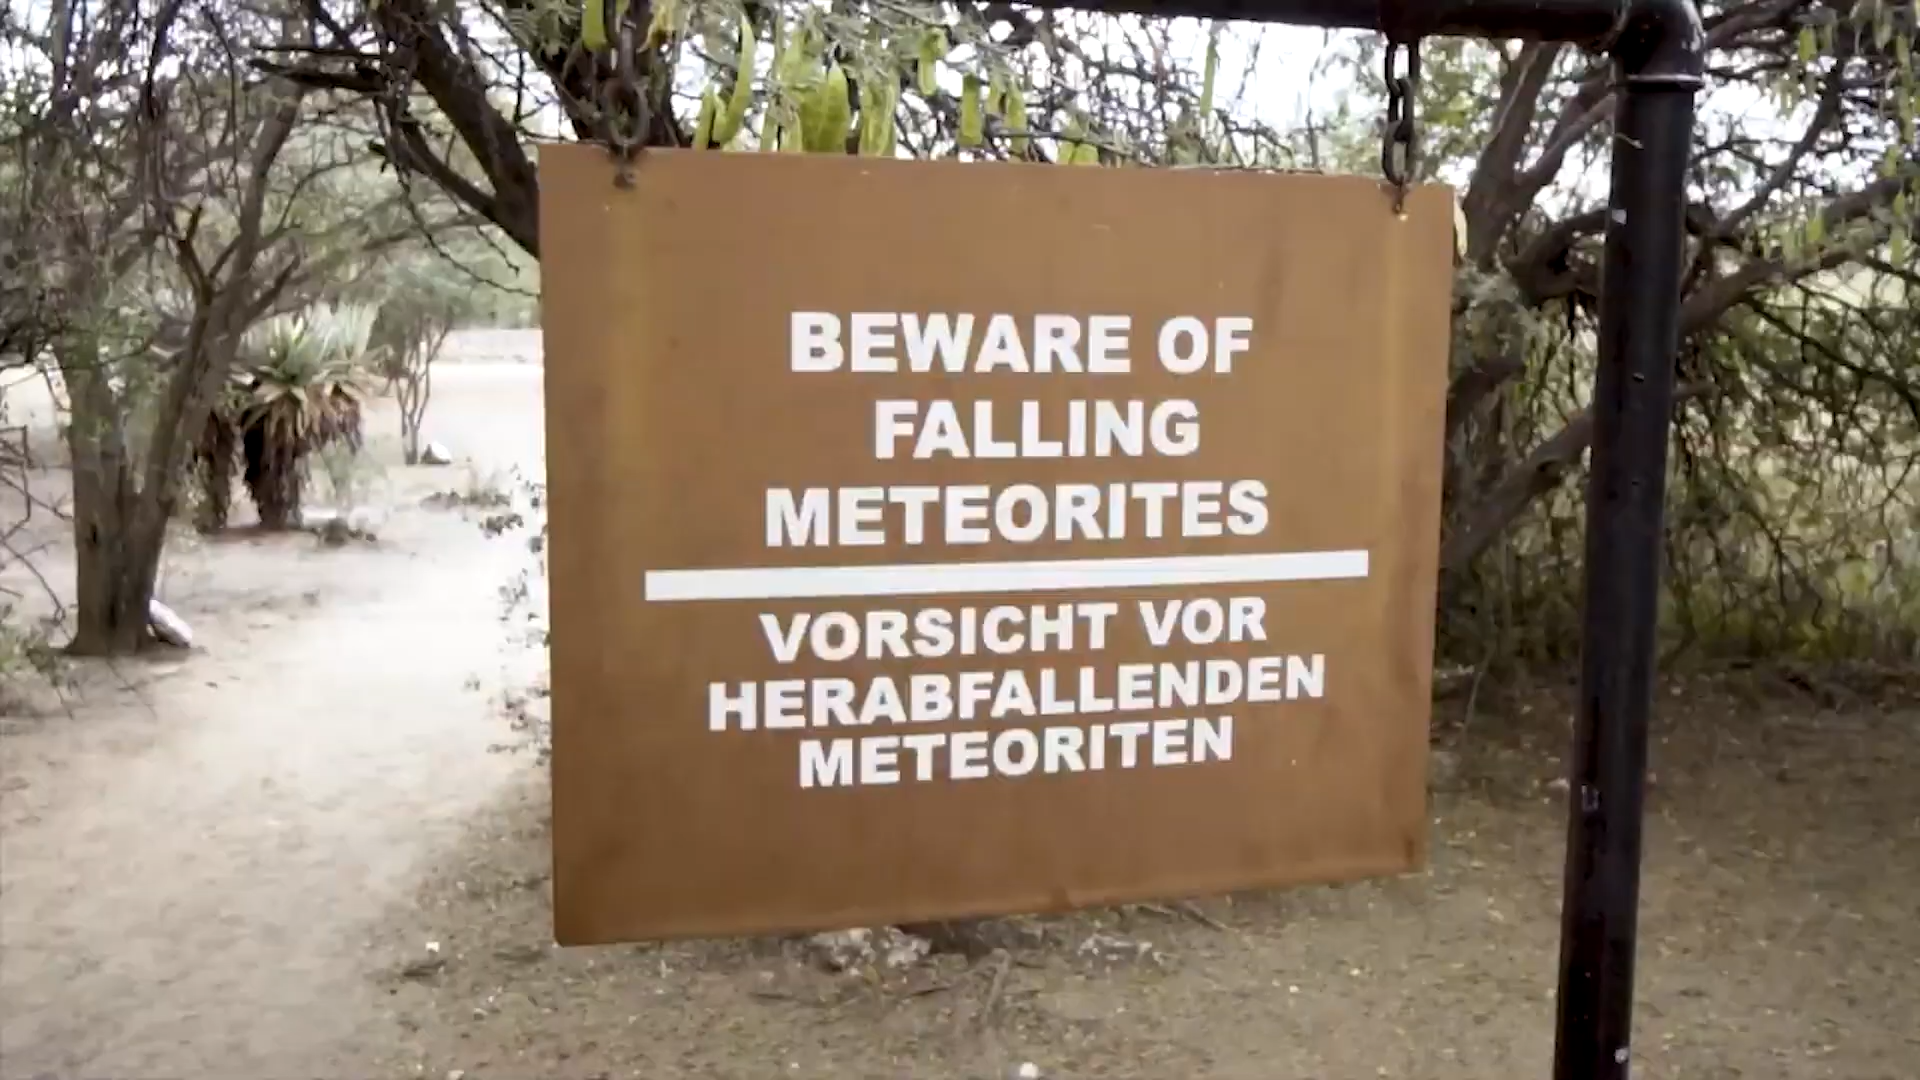 BEWARE OF
FALLING
METEORITES
VORSICHT VOR
HERABFALLENDEN
METEORITEN